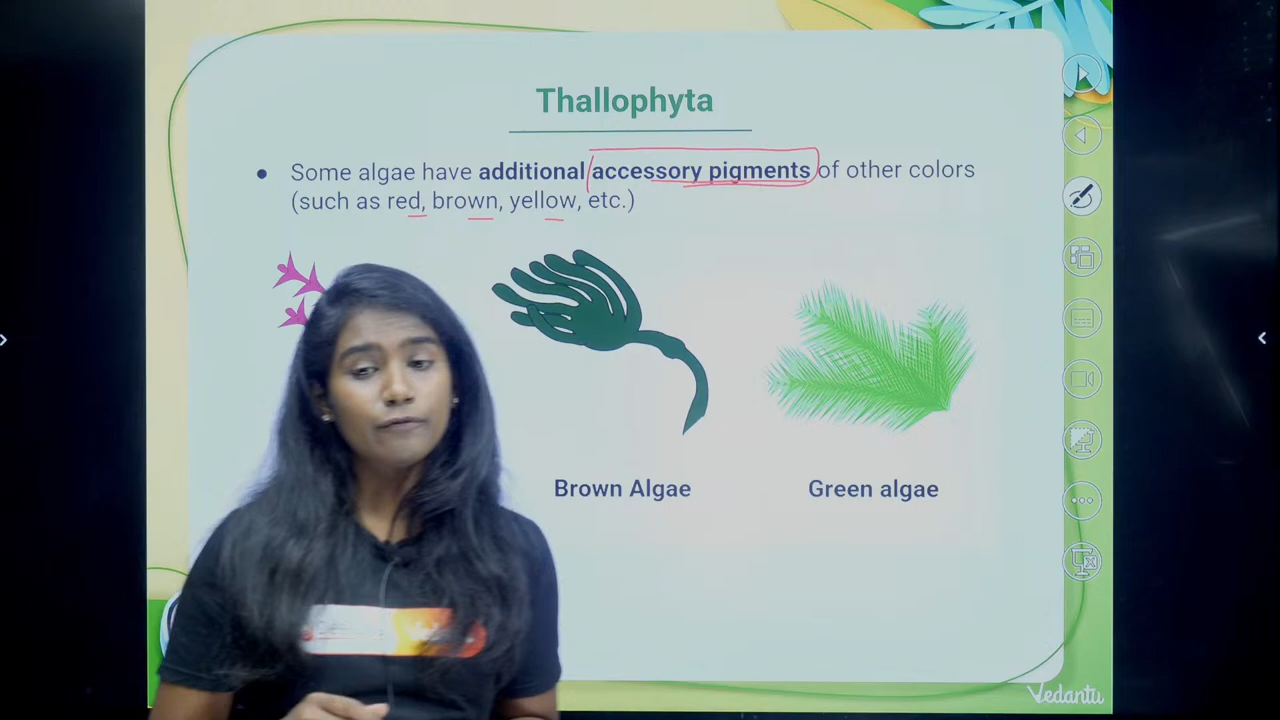 Thallophyta
● Some algae have additional accessory pigments of other colors
(such as red, brown, yellow, etc.)
Brown Algae
Green algae
Vedantu